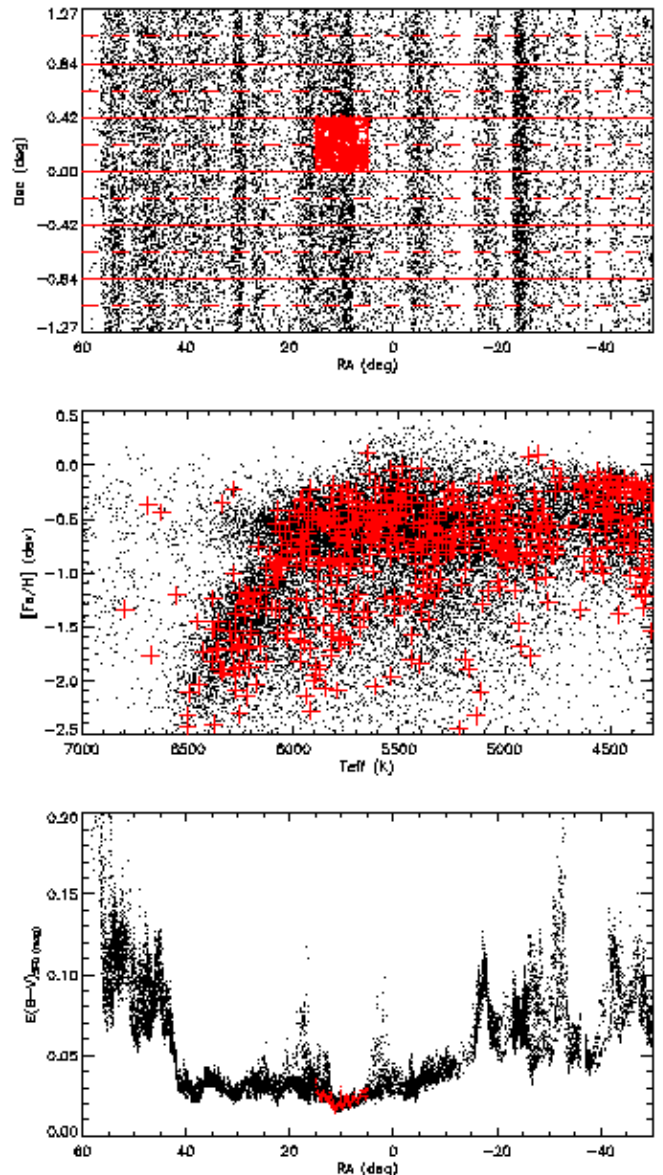 1.27
0.84
0.42
0.00
-0.42
-0.84
-1.27
Dec (deg)
60 40 20 0 -20 -40
RA (deg)
0.5
0.0
-0.5
-1.0
-1.5
-2.0
-2.5
[Fe/H] (dex)
7000 6500 6000 5500 5000 4500
Teff (K)
0.20
0.15
0.10
0.05
0.00
E(B-V)SFD (mag)
60 40 20 0 -20 -40
RA (deg)